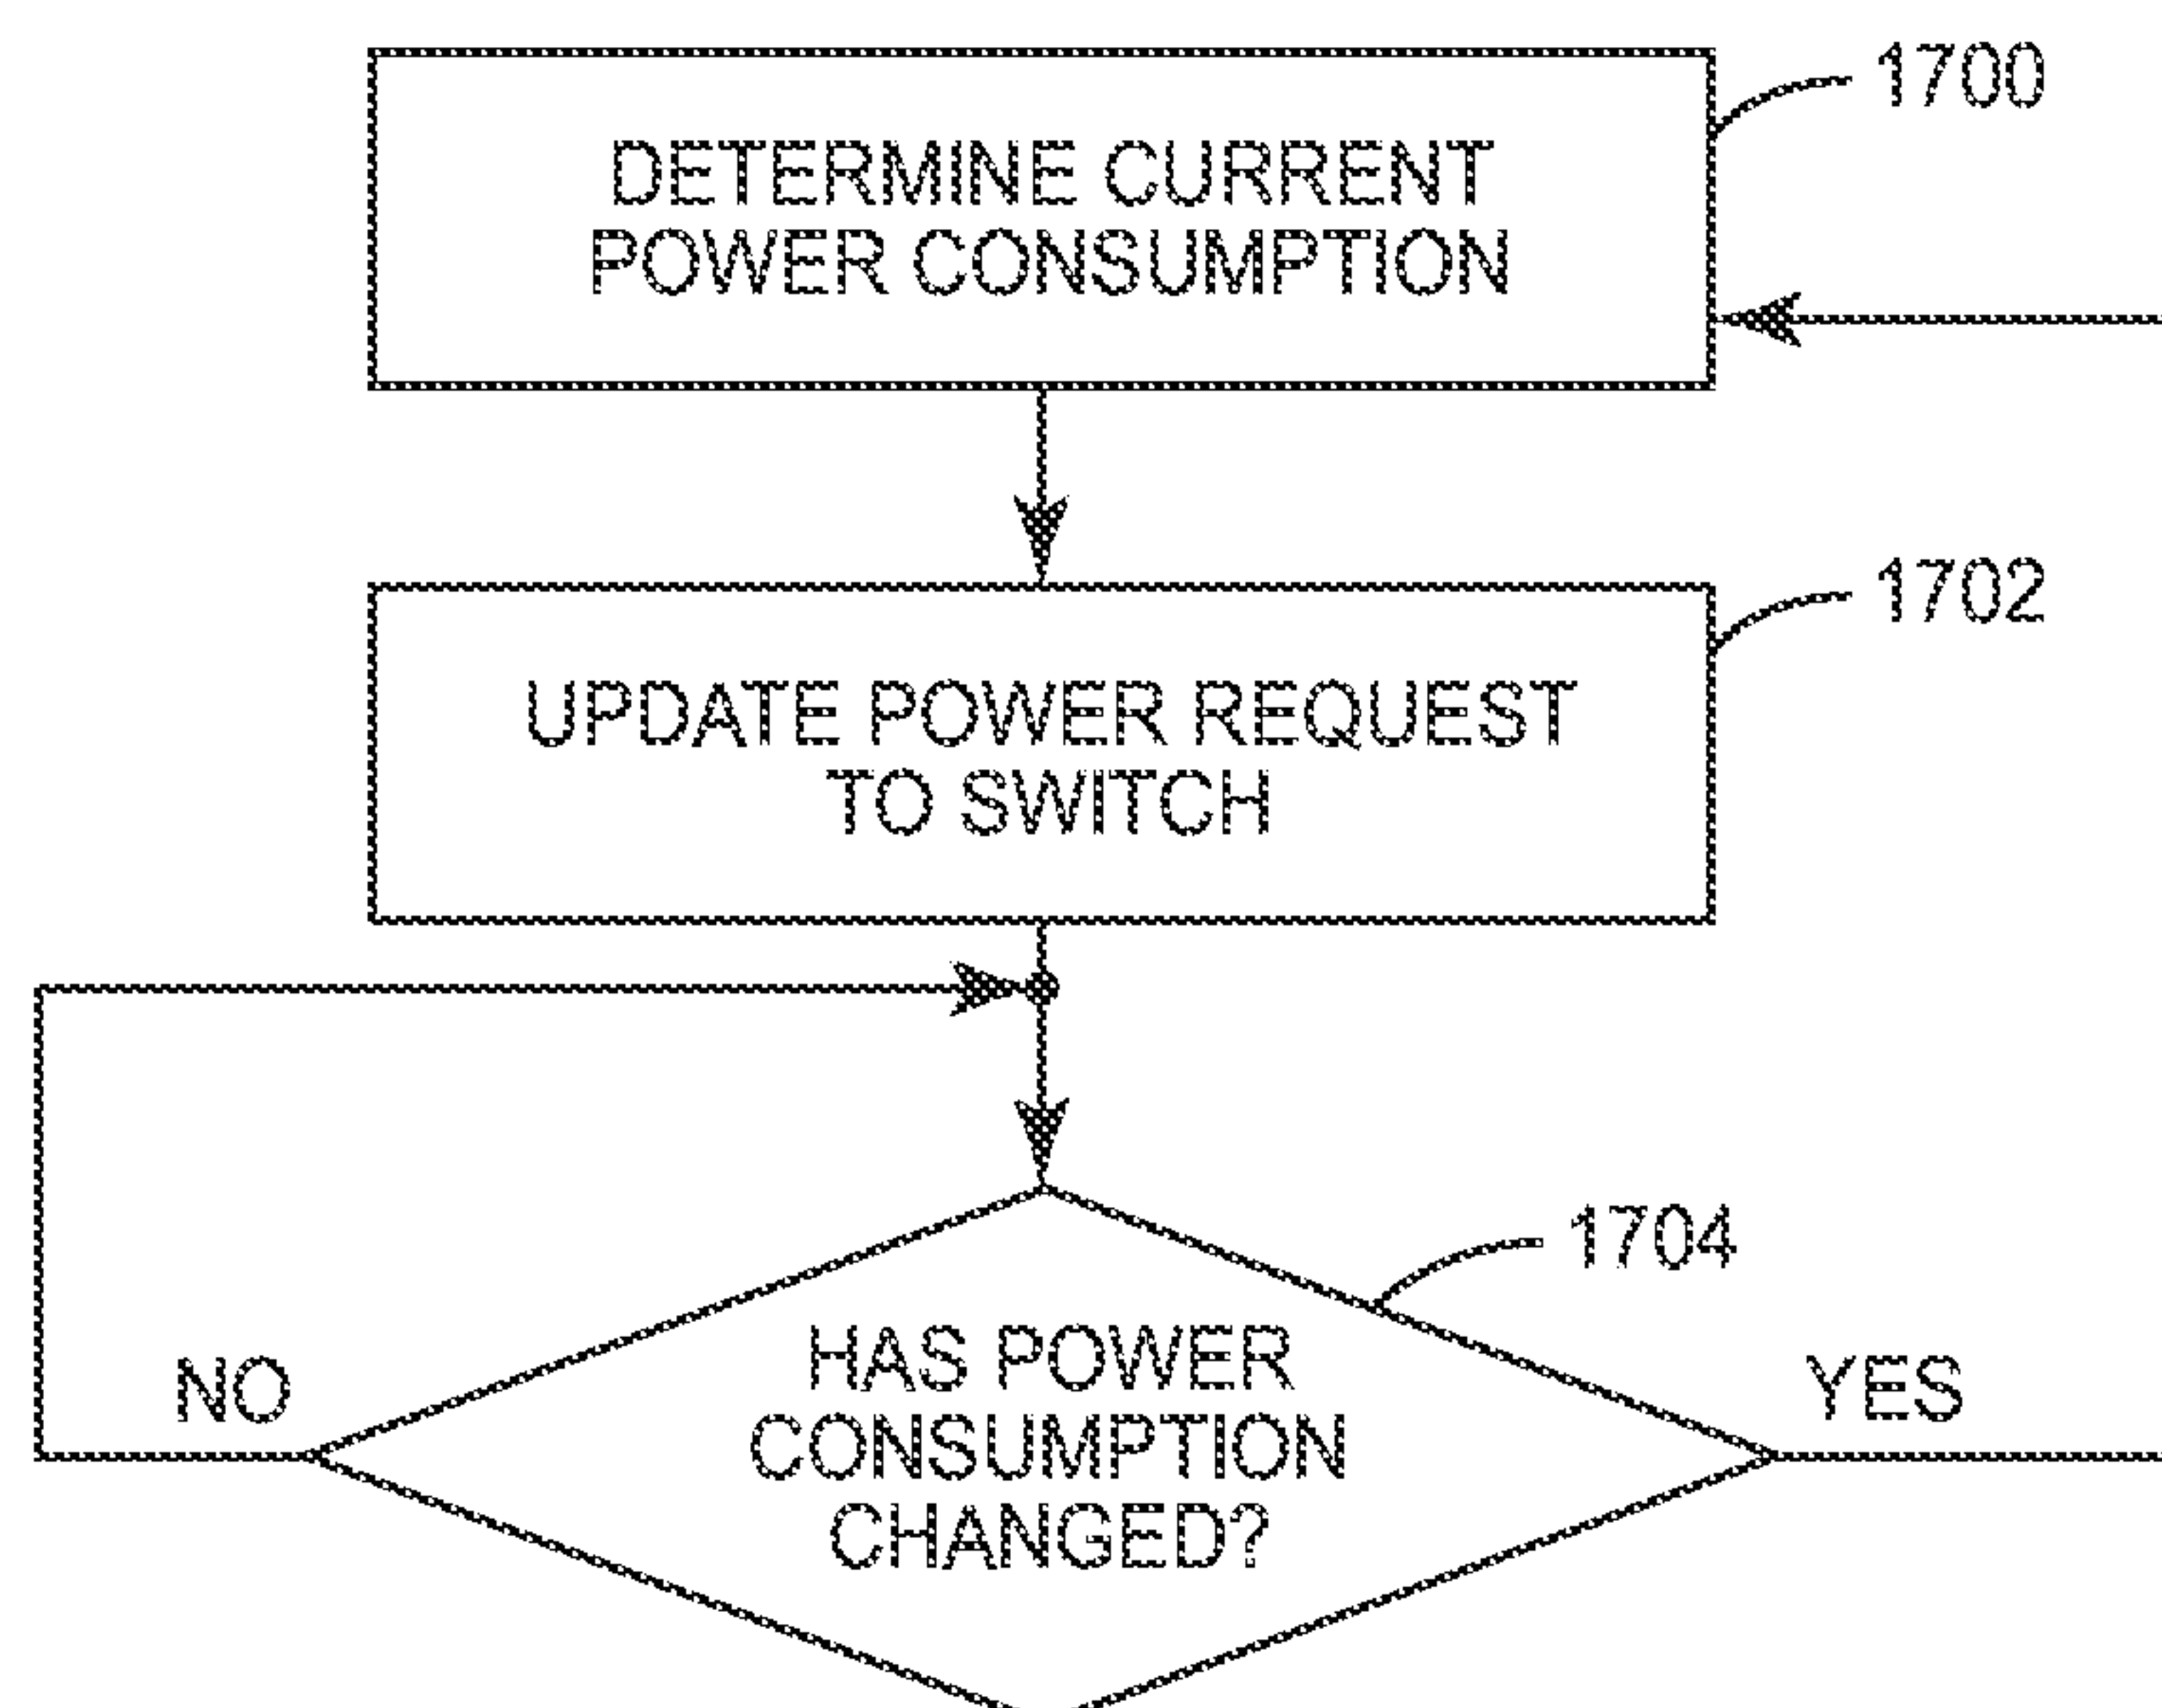 1700
DETERMINE CURRENT
POWER CONSUMPTION
1702
UPDATE POWER REQUEST
TO SWITCH
1704
HAS POWER
CONSUMPTION
CHANGED?
NO
YES